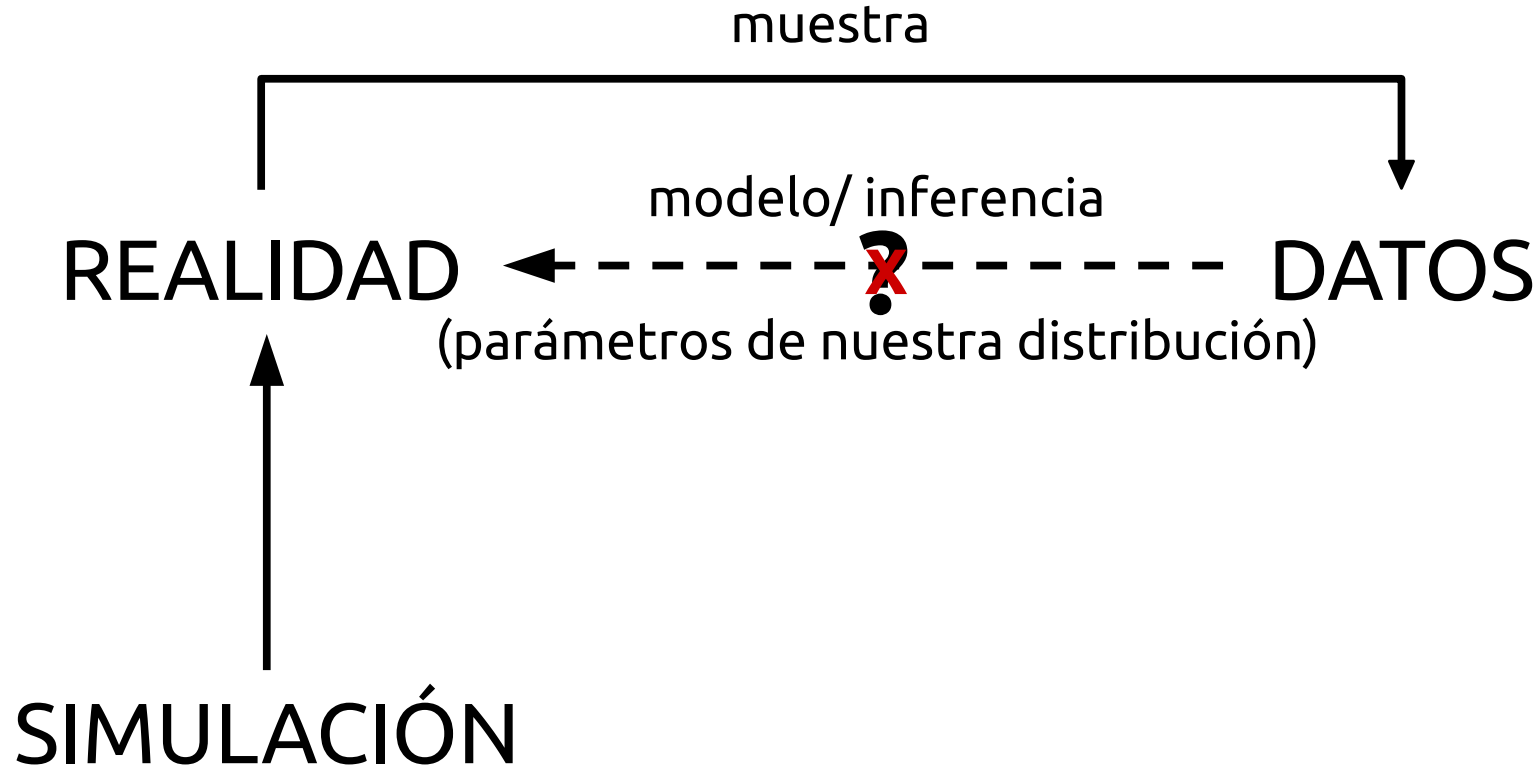 muestra
modelo/ inferencia
REALIDAD ? X DATOS
(parámetros de nuestra distribución)
SIMULACIÓN